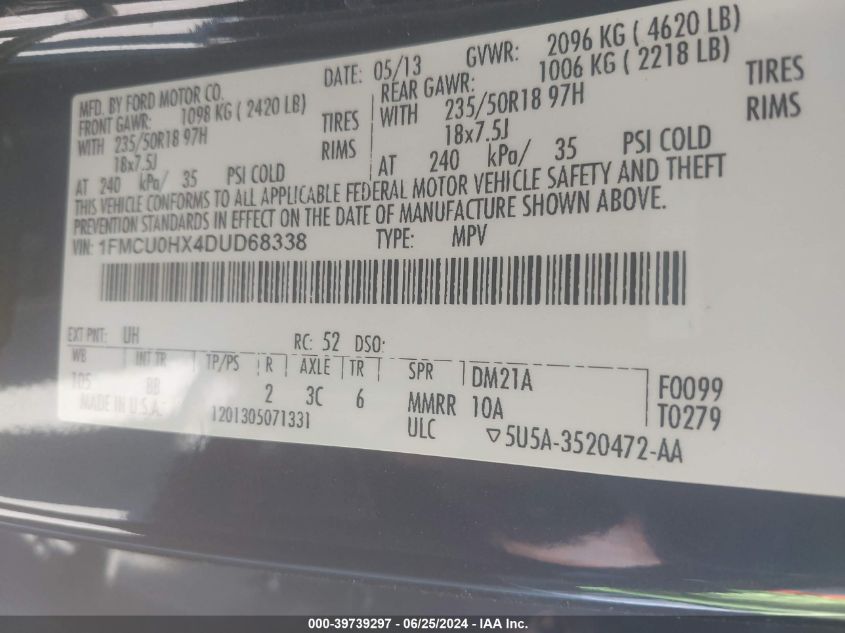 MFD. BY FORD MOTOR CO.
DATE: 05/13 GVWR: 2096 KG ( 4620 LB)
FRONT GAWR: 1098 KG ( 2420 LB) REAR GAWR: 1006 KG ( 2218 LB)
WITH 235/50R18 97H TIRES WITH 235/50R18 97H TIRES
18x7.5J RIMS 18x7.5J RIMS
AT 240 kPa/ 35 PSI COLD AT 240 kPa/ 35 PSI COLD
THIS VEHICLE CONFORMS TO ALL APPLICABLE FEDERAL MOTOR VEHICLE SAFETY AND THEFT
PREVENTION STANDARDS IN EFFECT ON THE DATE OF MANUFACTURE SHOWN ABOVE.
VIN: 1FMCU0HX4DUD68338 TYPE: MPV
EXT PNT: UH RC: 52 DSO:
WB INT TR TP/PS R AXLE TR SPR DM21A F0099
105 BB 2 3C 6 MMRR 10A T0279
MADE IN U.S.A. 1201305071331 ULC ▽5U5A-3520472-AA
000-39739297 - 06/25/2024 - IAA Inc.